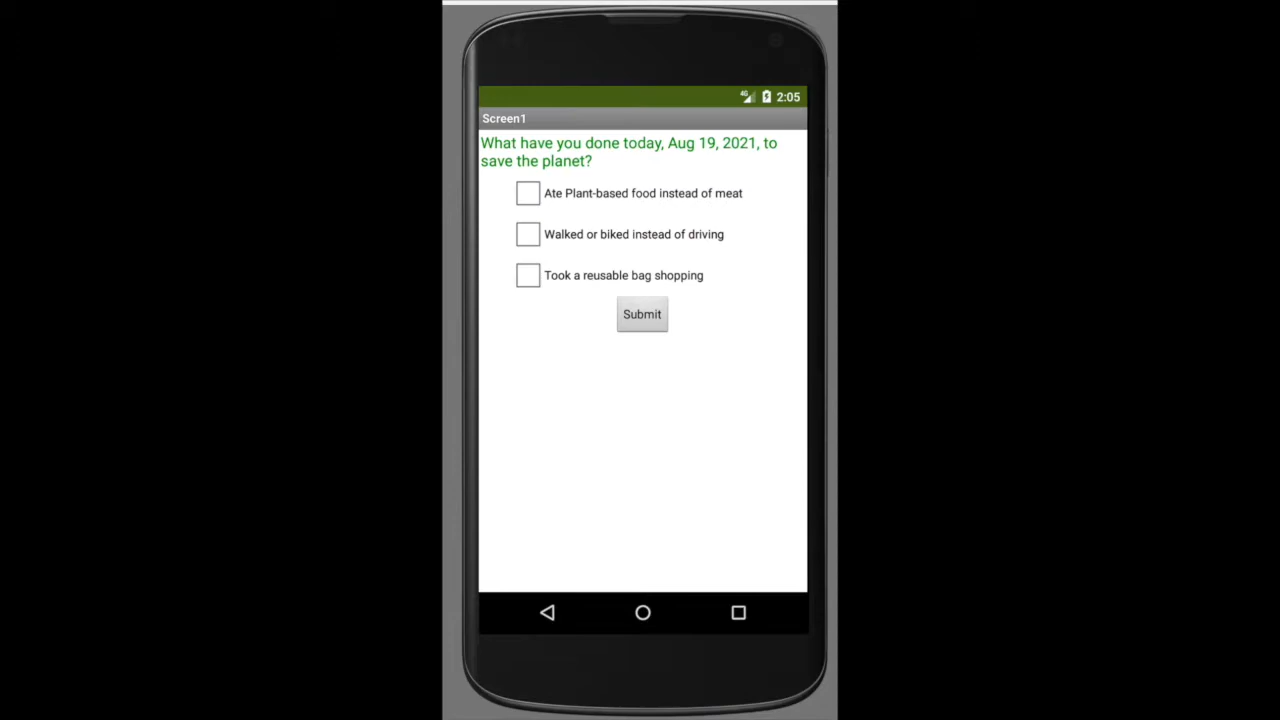 4G 2:05
Screen1
What have you done today, Aug 19, 2021, to
save the planet?
Ate Plant-based food instead of meat
Walked or biked instead of driving
Took a reusable bag shopping
Submit